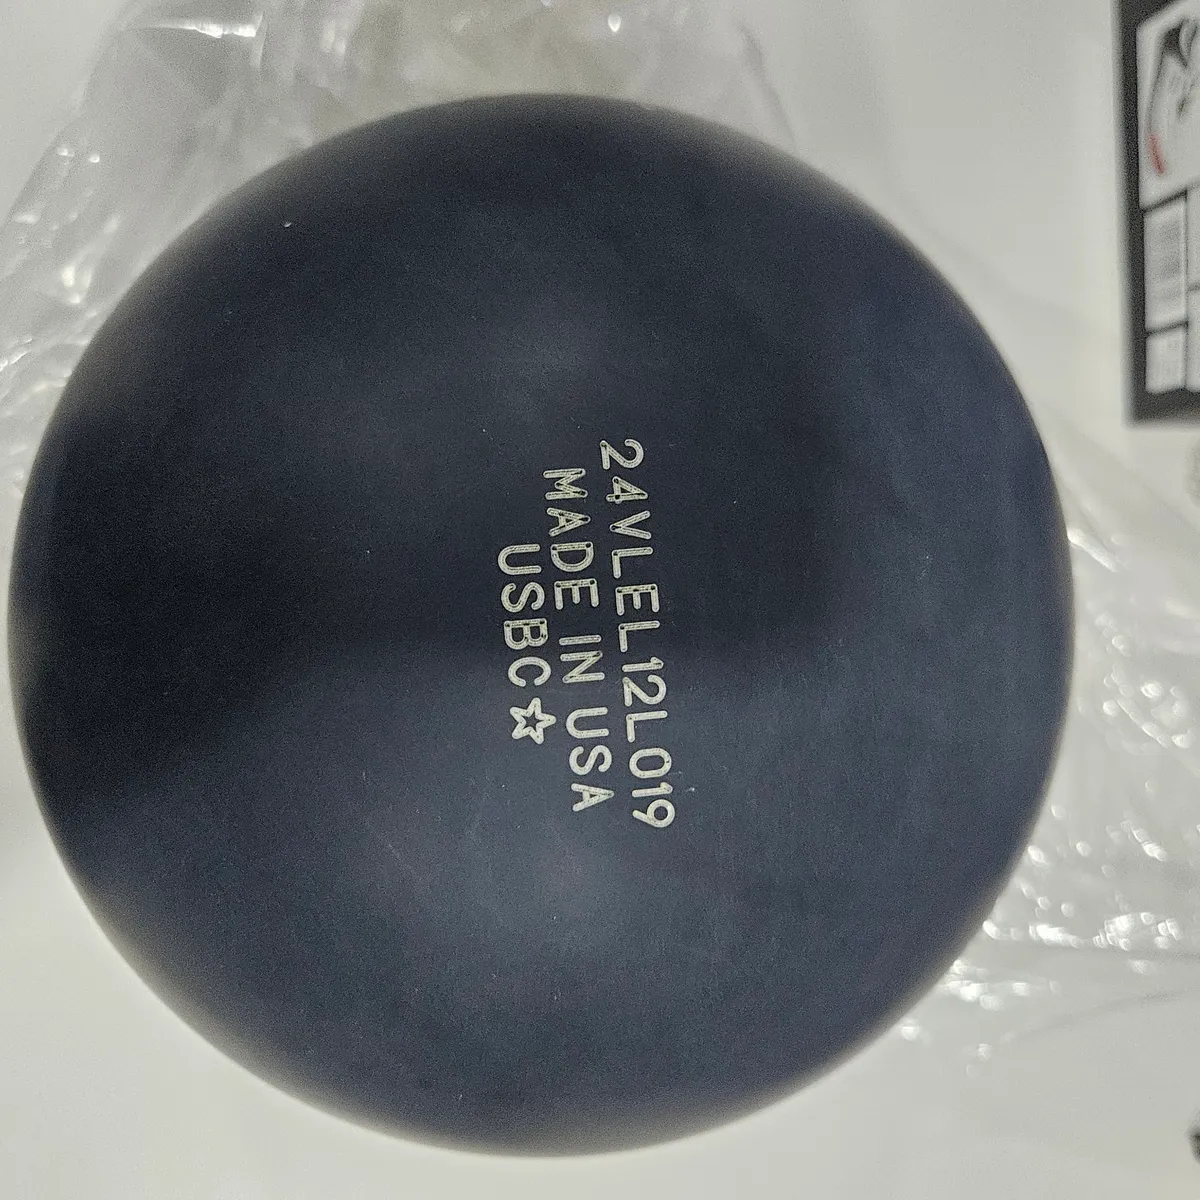 24VLEL12L019
MADE IN USA
USBC☆